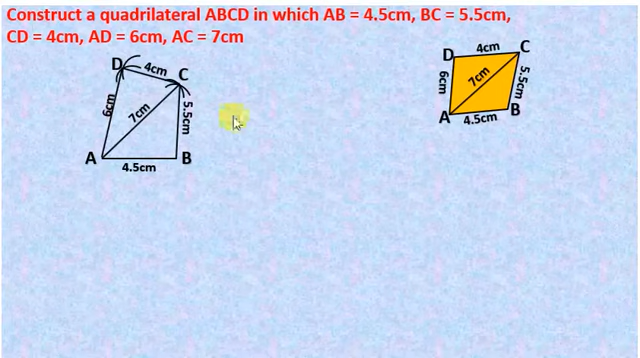 Construct a quadrilateral ABCD in which AB = 4.5cm, BC = 5.5cm,
CD = 4cm, AD = 6cm, AC = 7cm
D
4cm
C
6cm
7cm
5.5cm
A
B
4.5cm
D
4cm
C
6cm
7cm
5.5cm
A
B
4.5cm